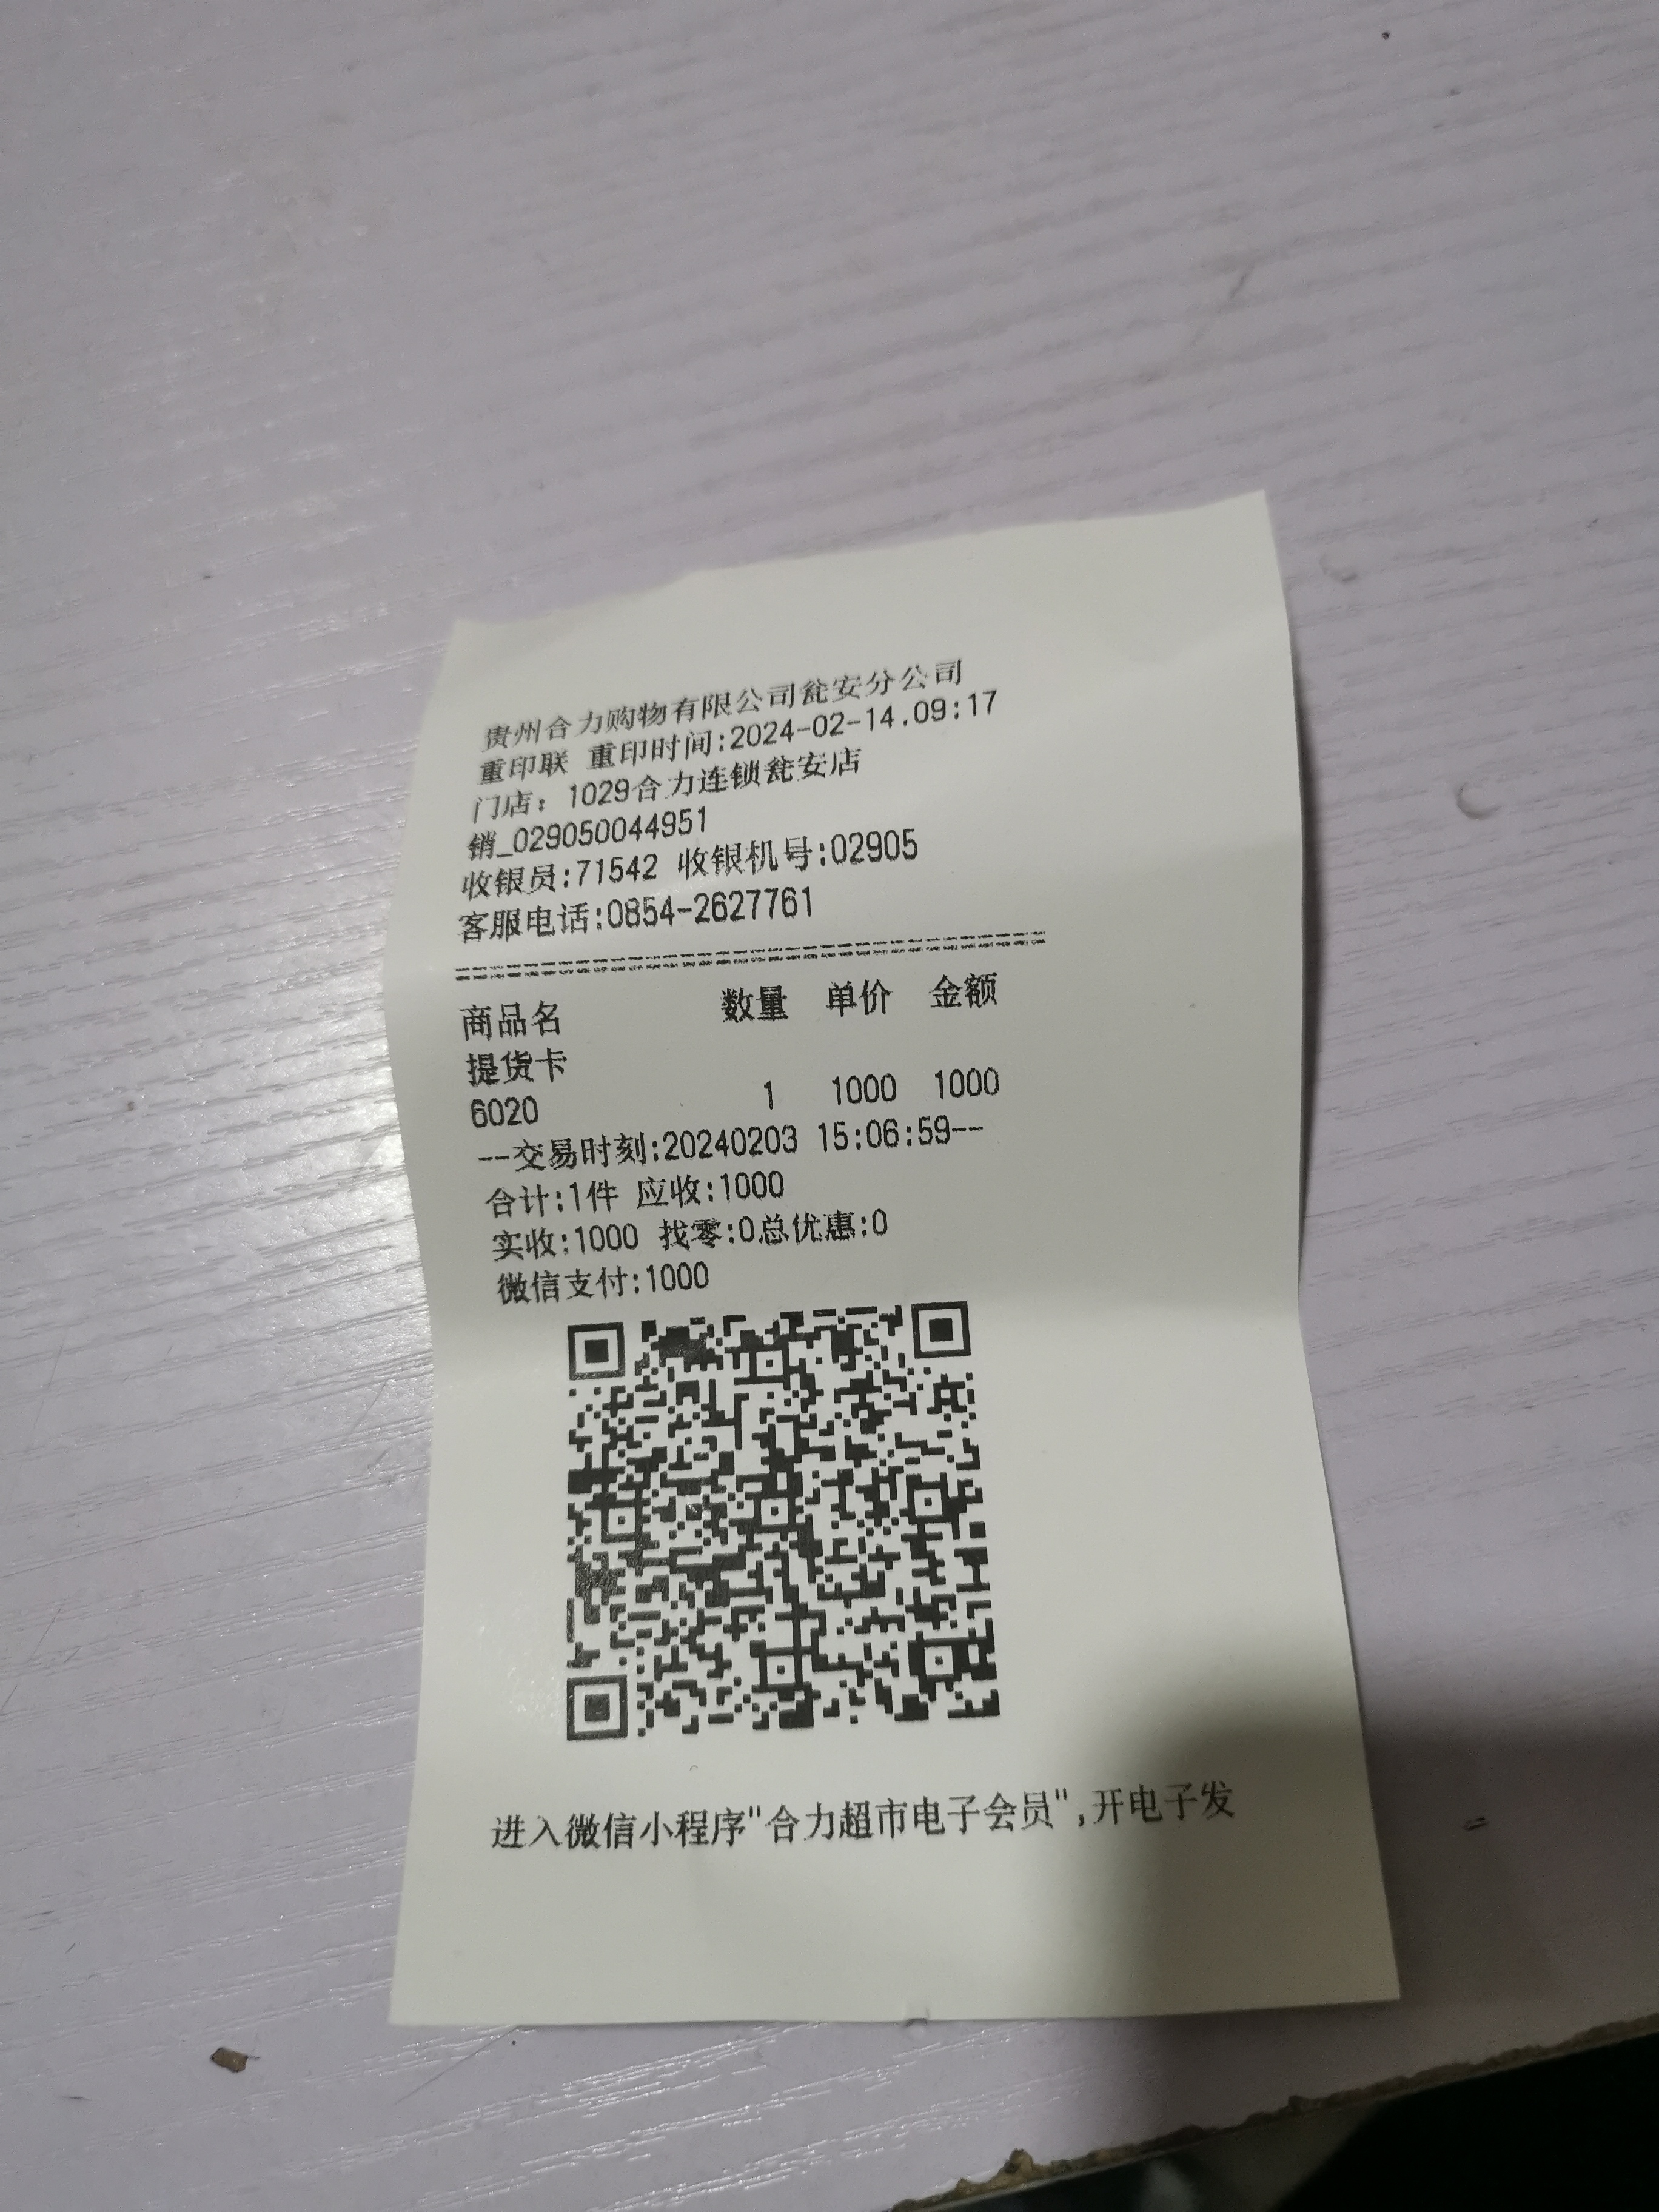 贵州合力购物有限公司瓮安分公司
重印联 重印时间:2024-02-14.09:17
门店：1029合力连锁瓮安店
销_029050044951
收银员:71542 收银机号:02905
客服电话:0854-2627761
商品名 数量 单价 金额
提货卡
6020 1 1000 1000
--交易时刻:20240203 15:06:59--
合计:1件 应收:1000
实收:1000 找零:0总优惠:0
微信支付:1000
进入微信小程序"合力超市电子会员",开电子发